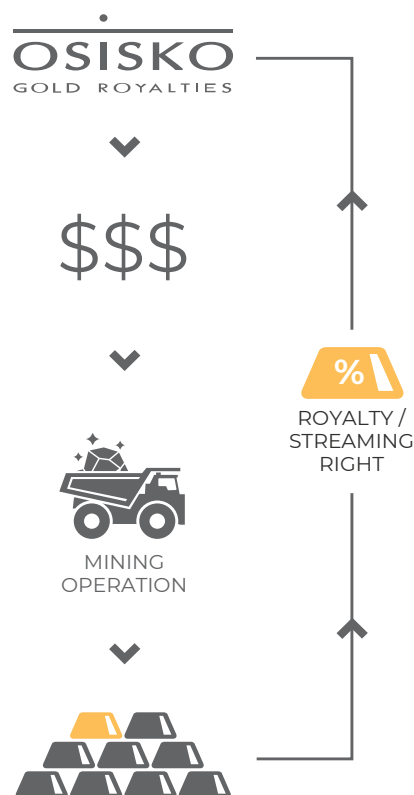 OSISKO
GOLD ROYALTIES
$$$
%
ROYALTY /
STREAMING
RIGHT
MINING
OPERATION